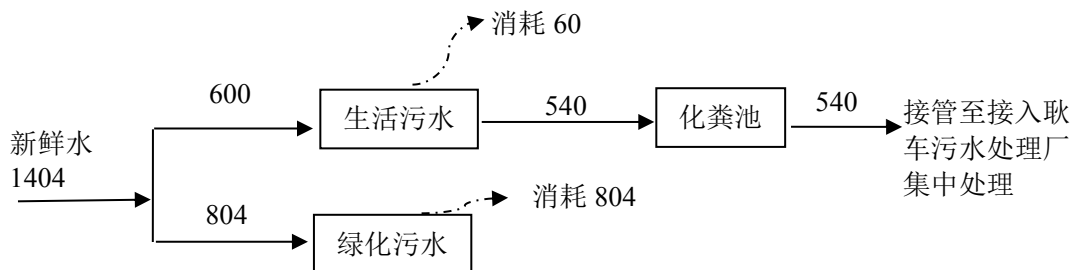 消耗 60
600
生活污水
540
化粪池
540
接管至接入耿
车污水处理厂
集中处理
新鲜水
1404
804
绿化污水
消耗 804